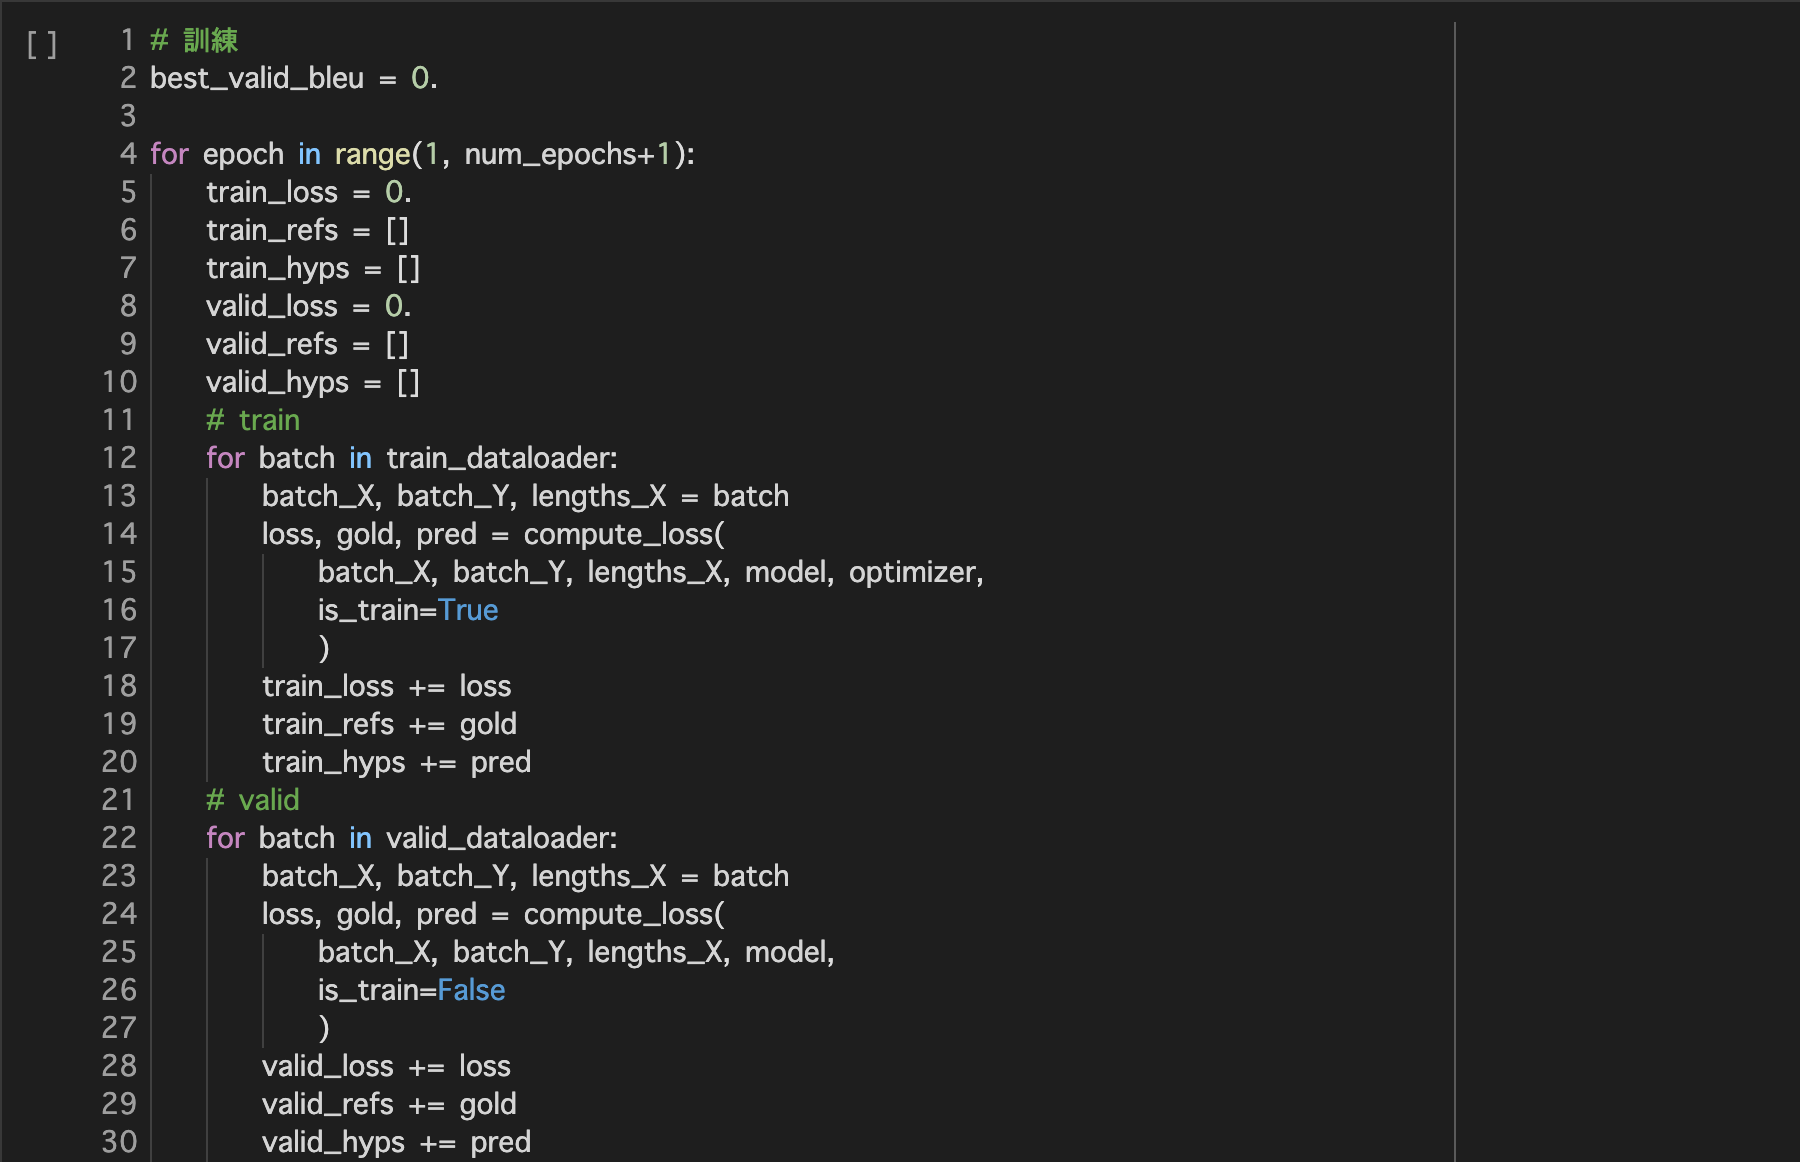 [ ]
1 # 訓練
2 best_valid_bleu = 0.
3
4 for epoch in range(1, num_epochs+1):
5     train_loss = 0.
6     train_refs = []
7     train_hyps = []
8     valid_loss = 0.
9     valid_refs = []
10     valid_hyps = []
11     # train
12     for batch in train_dataloader:
13         batch_X, batch_Y, lengths_X = batch
14         loss, gold, pred = compute_loss(
15             batch_X, batch_Y, lengths_X, model, optimizer,
16             is_train=True
17             )
18         train_loss += loss
19         train_refs += gold
20         train_hyps += pred
21     # valid
22     for batch in valid_dataloader:
23         batch_X, batch_Y, lengths_X = batch
24         loss, gold, pred = compute_loss(
25             batch_X, batch_Y, lengths_X, model,
26             is_train=False
27             )
28         valid_loss += loss
29         valid_refs += gold
30         valid_hyps += pred